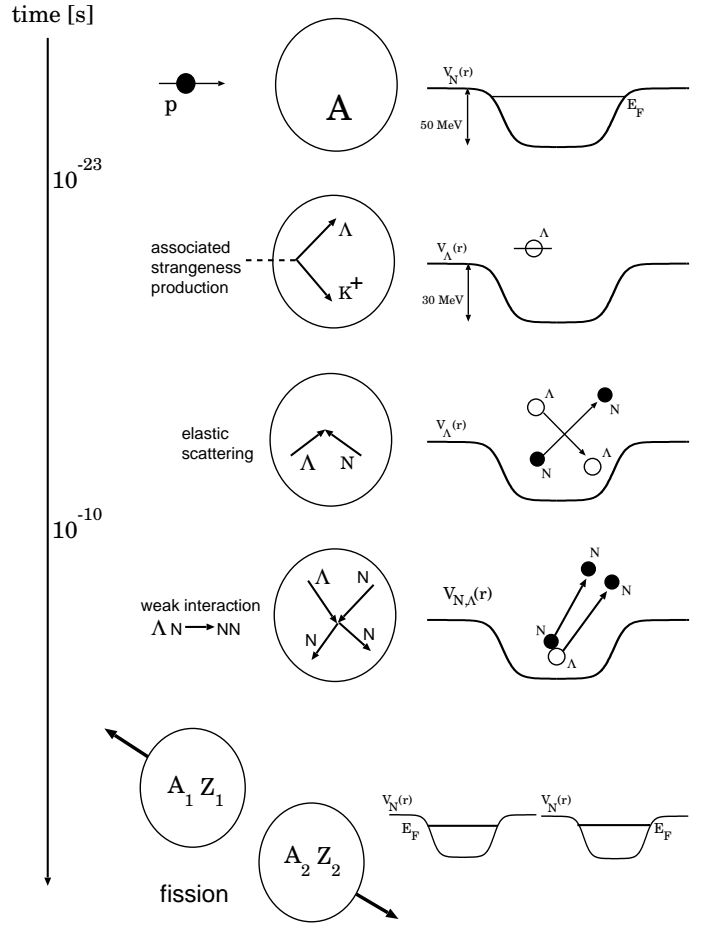 time [s]
p
A
V_N(r)
E_F
50 MeV
10^-23
associated
strangeness
production
Λ
K^+
V_Λ(r)
Λ
30 MeV
elastic
scattering
Λ N
V_Λ(r)
Λ
N
N
Λ
10^-10
weak interaction
Λ N → NN
Λ N
N N
V_N,Λ(r)
N
N
N
Λ
A_1 Z_1
A_2 Z_2
fission
V_N(r)
E_F
V_N(r)
E_F